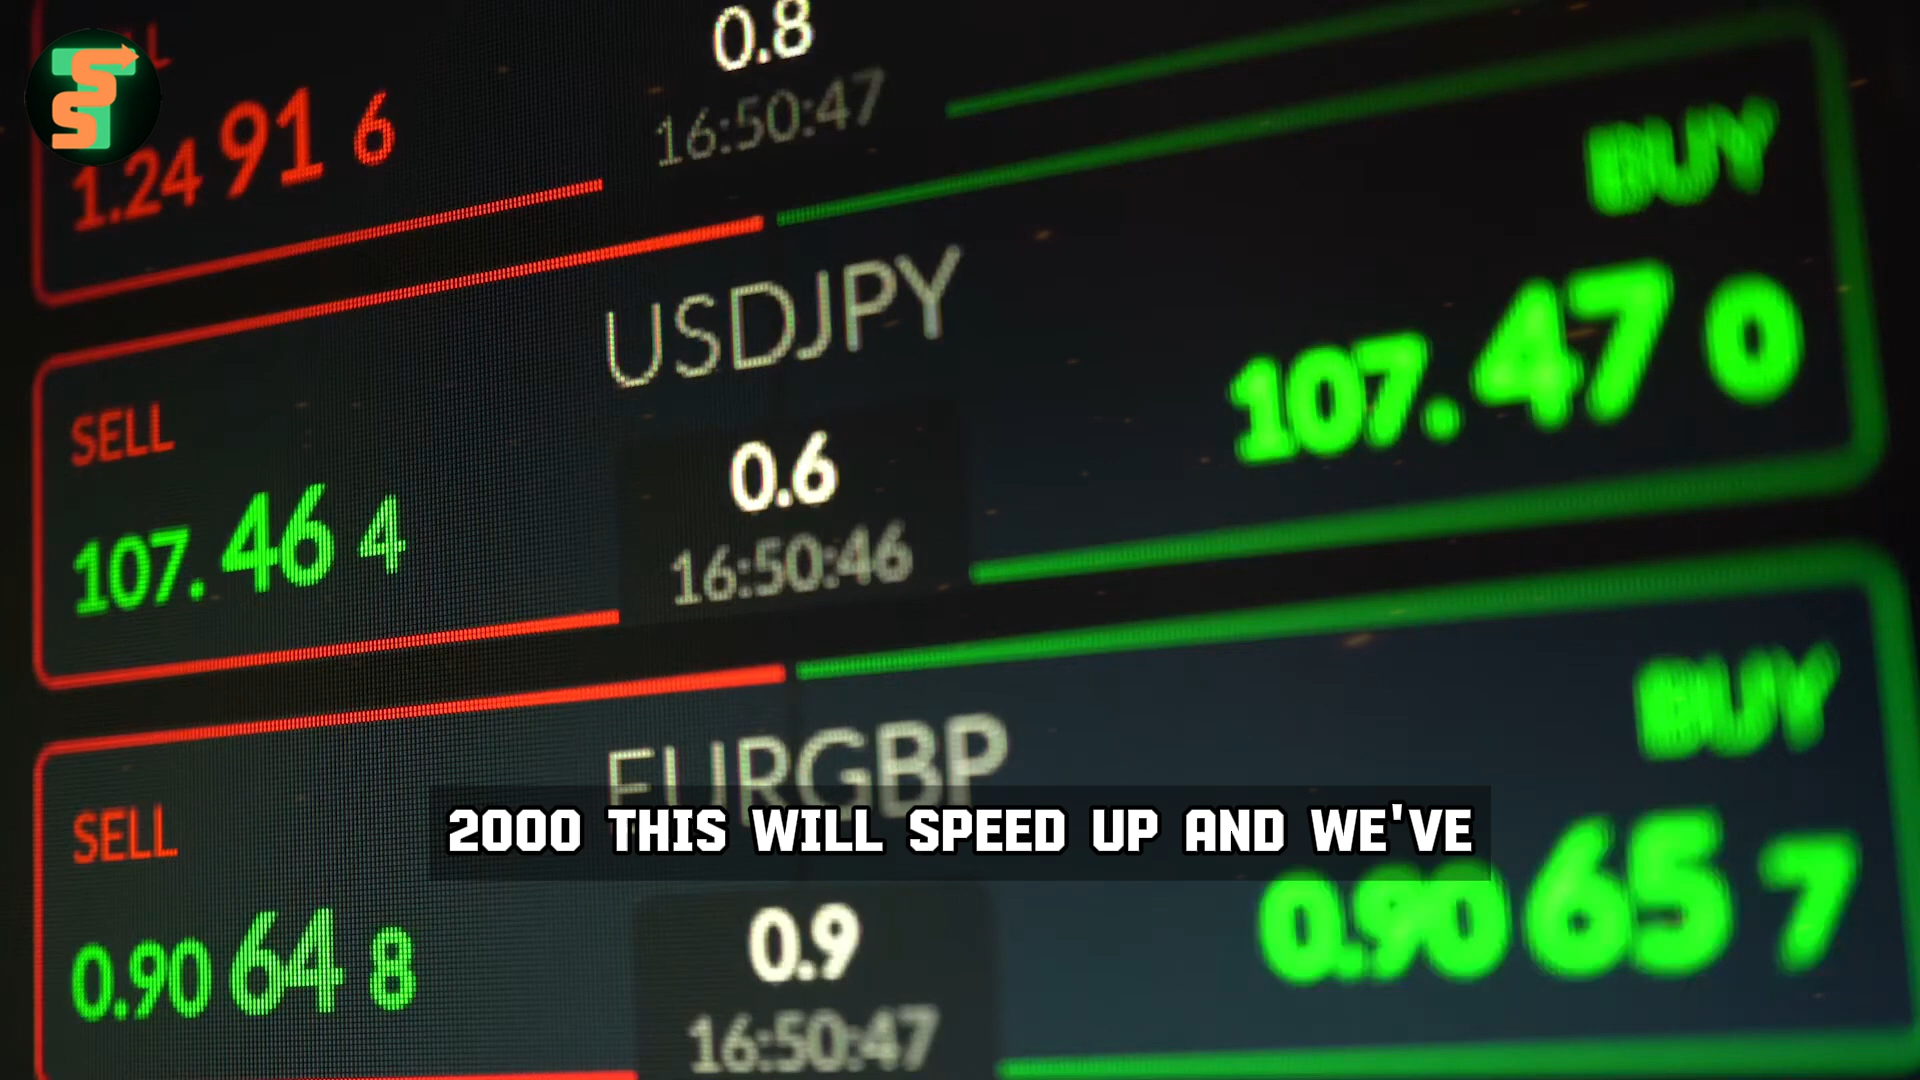 0.8
16:50:47
1.24 91 6
BUY
USDJPY
SELL
107.47 0
0.6
107.46 4
16:50:46
BUY
EURGBP
SELL
2000 THIS WILL SPEED UP AND WE'VE
0.90 65 7
0.9
0.90 64 8
16:50:47